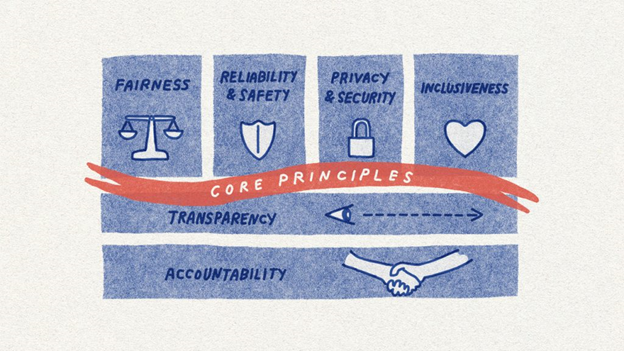 FAIRNESS
RELIABILITY
& SAFETY
PRIVACY
& SECURITY
INCLUSIVENESS
CORE PRINCIPLES
TRANSPARENCY
ACCOUNTABILITY